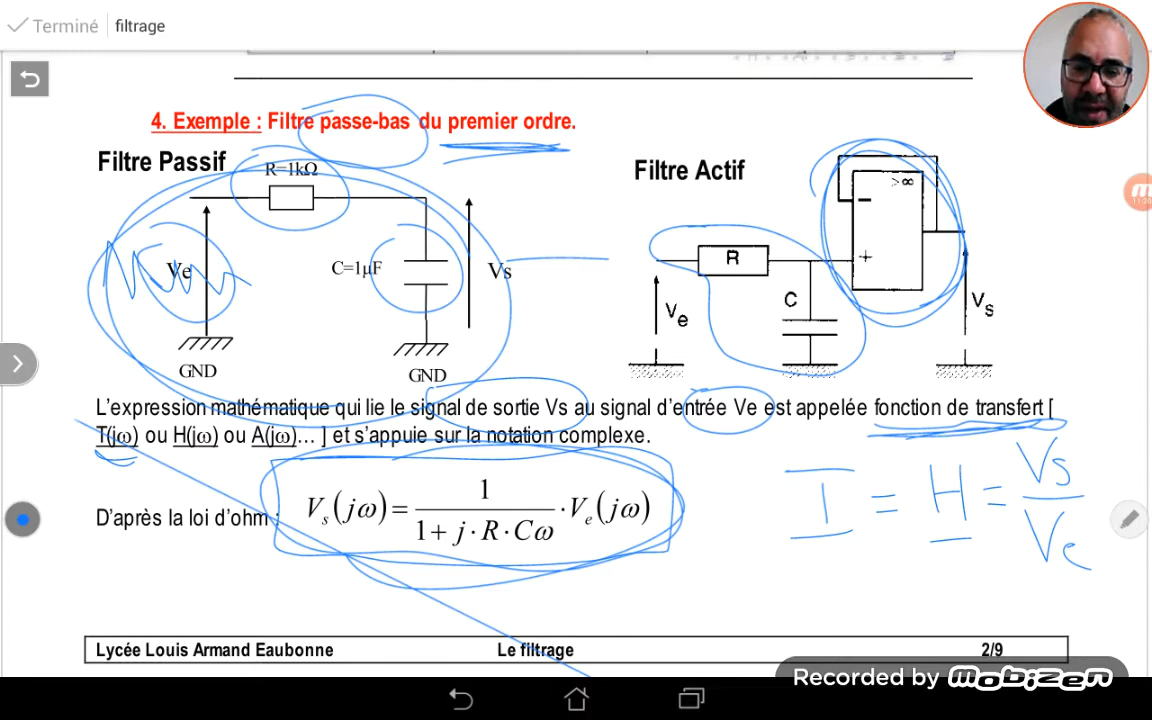 Terminé
filtrage
4. Exemple : Filtre passe-bas du premier ordre.
Filtre Passif
R=1kΩ
Ve
C=1µF
Vs
GND
GND
Filtre Actif
>∞
−
+
R
C
Ve
Vs
L'expression mathématique qui lie le signal de sortie Vs au signal d'entrée Ve est appelée fonction de transfert [
T(jω) ou H(jω) ou A(jω)... ] et s'appuie sur la notation complexe.
D'après la loi d'ohm :
Vs(jω) = 1 / (1 + j · R · Cω) · Ve(jω)
T = H = Vs / Ve
Lycée Louis Armand Eaubonne
Le filtrage
2/9
Recorded by mobizen